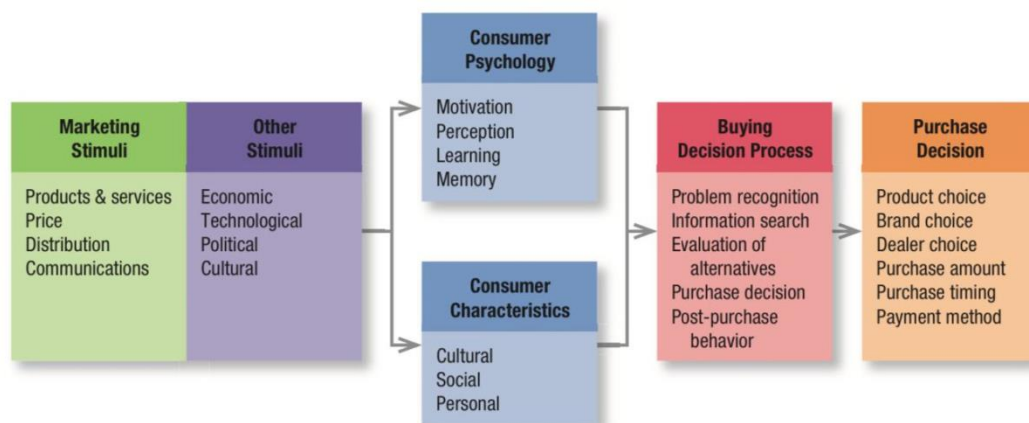 Marketing
Stimuli
Products & services
Price
Distribution
Communications
Other
Stimuli
Economic
Technological
Political
Cultural
Consumer
Psychology
Motivation
Perception
Learning
Memory
Consumer
Characteristics
Cultural
Social
Personal
Buying
Decision Process
Problem recognition
Information search
Evaluation of
alternatives
Purchase decision
Post-purchase
behavior
Purchase
Decision
Product choice
Brand choice
Dealer choice
Purchase amount
Purchase timing
Payment method